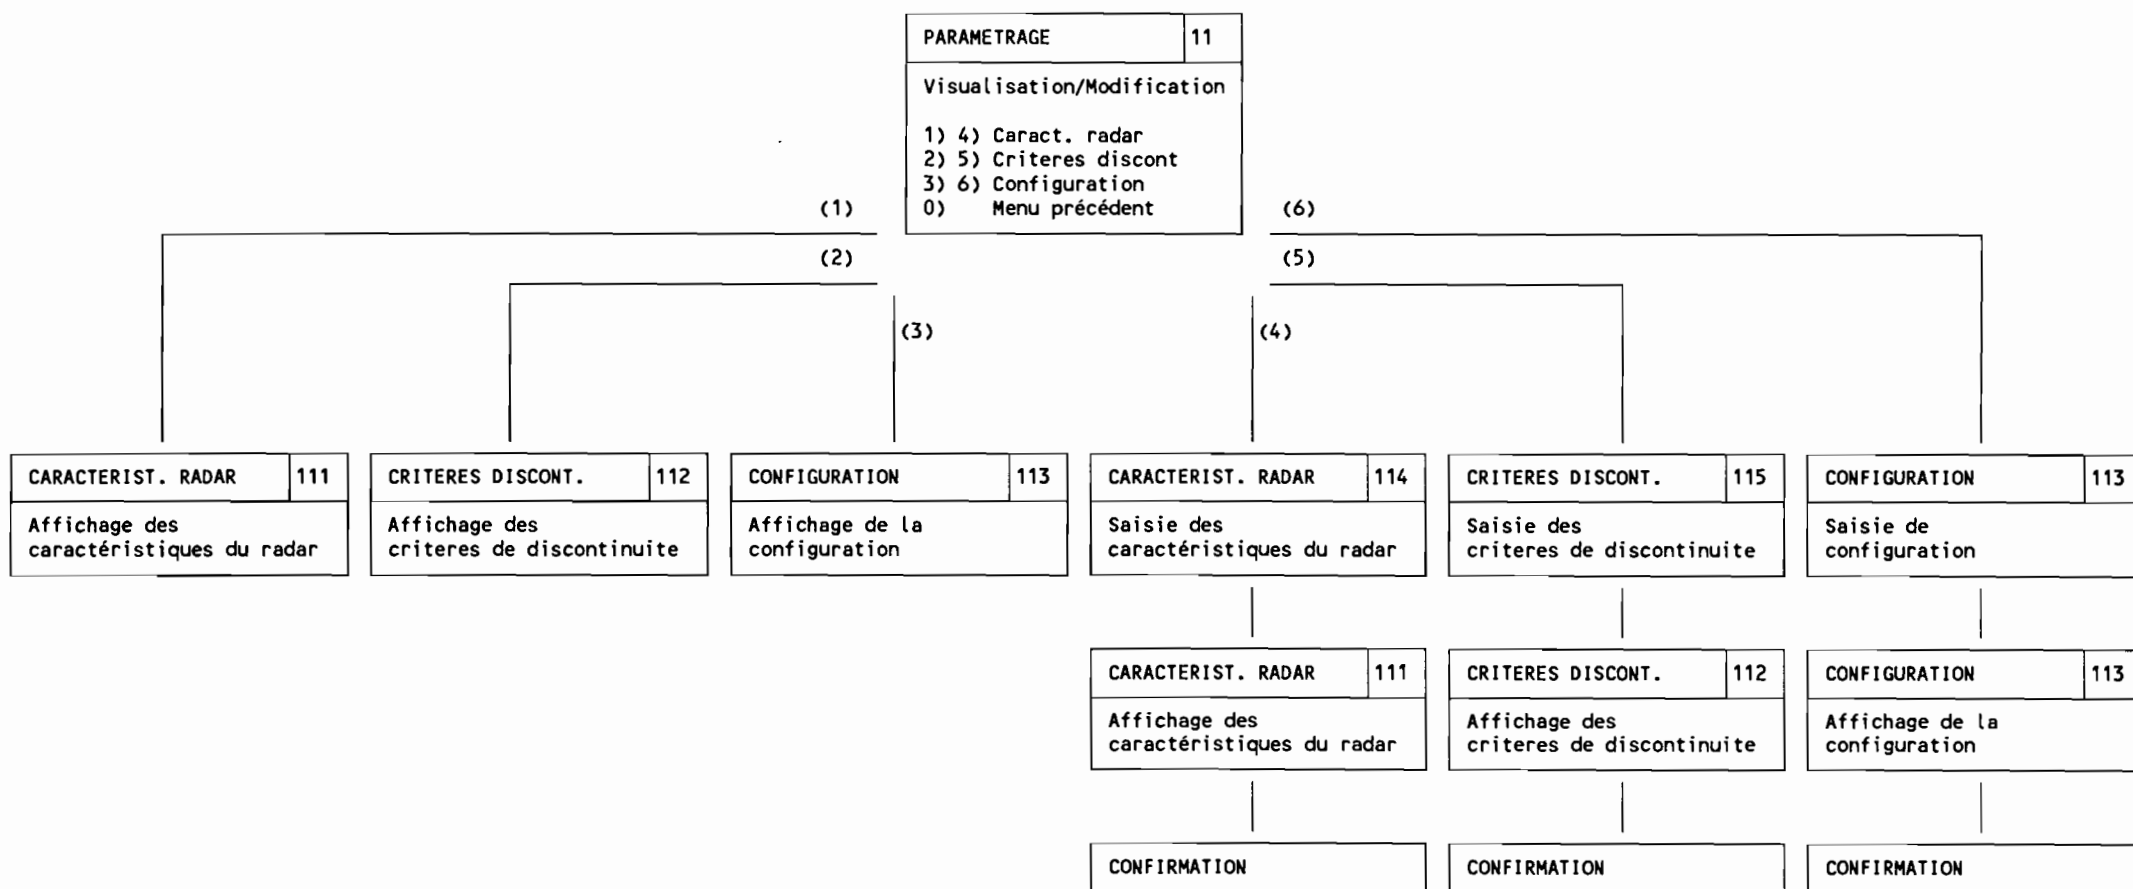 PARAMETRAGE 11
Visualisation/Modification
1) 4) Caract. radar
2) 5) Criteres discont
3) 6) Configuration
0) Menu précédent
(1) (6)
(2) (5)
(3) (4)
CARACTERIST. RADAR 111
Affichage des
caractéristiques du radar
CRITERES DISCONT. 112
Affichage des
criteres de discontinuite
CONFIGURATION 113
Affichage de la
configuration
CARACTERIST. RADAR 114
Saisie des
caractéristiques du radar
CRITERES DISCONT. 115
Saisie des
criteres de discontinuite
CONFIGURATION 113
Saisie de
configuration
CARACTERIST. RADAR 111
Affichage des
caractéristiques du radar
CRITERES DISCONT. 112
Affichage des
criteres de discontinuite
CONFIGURATION 113
Affichage de la
configuration
CONFIRMATION
CONFIRMATION
CONFIRMATION